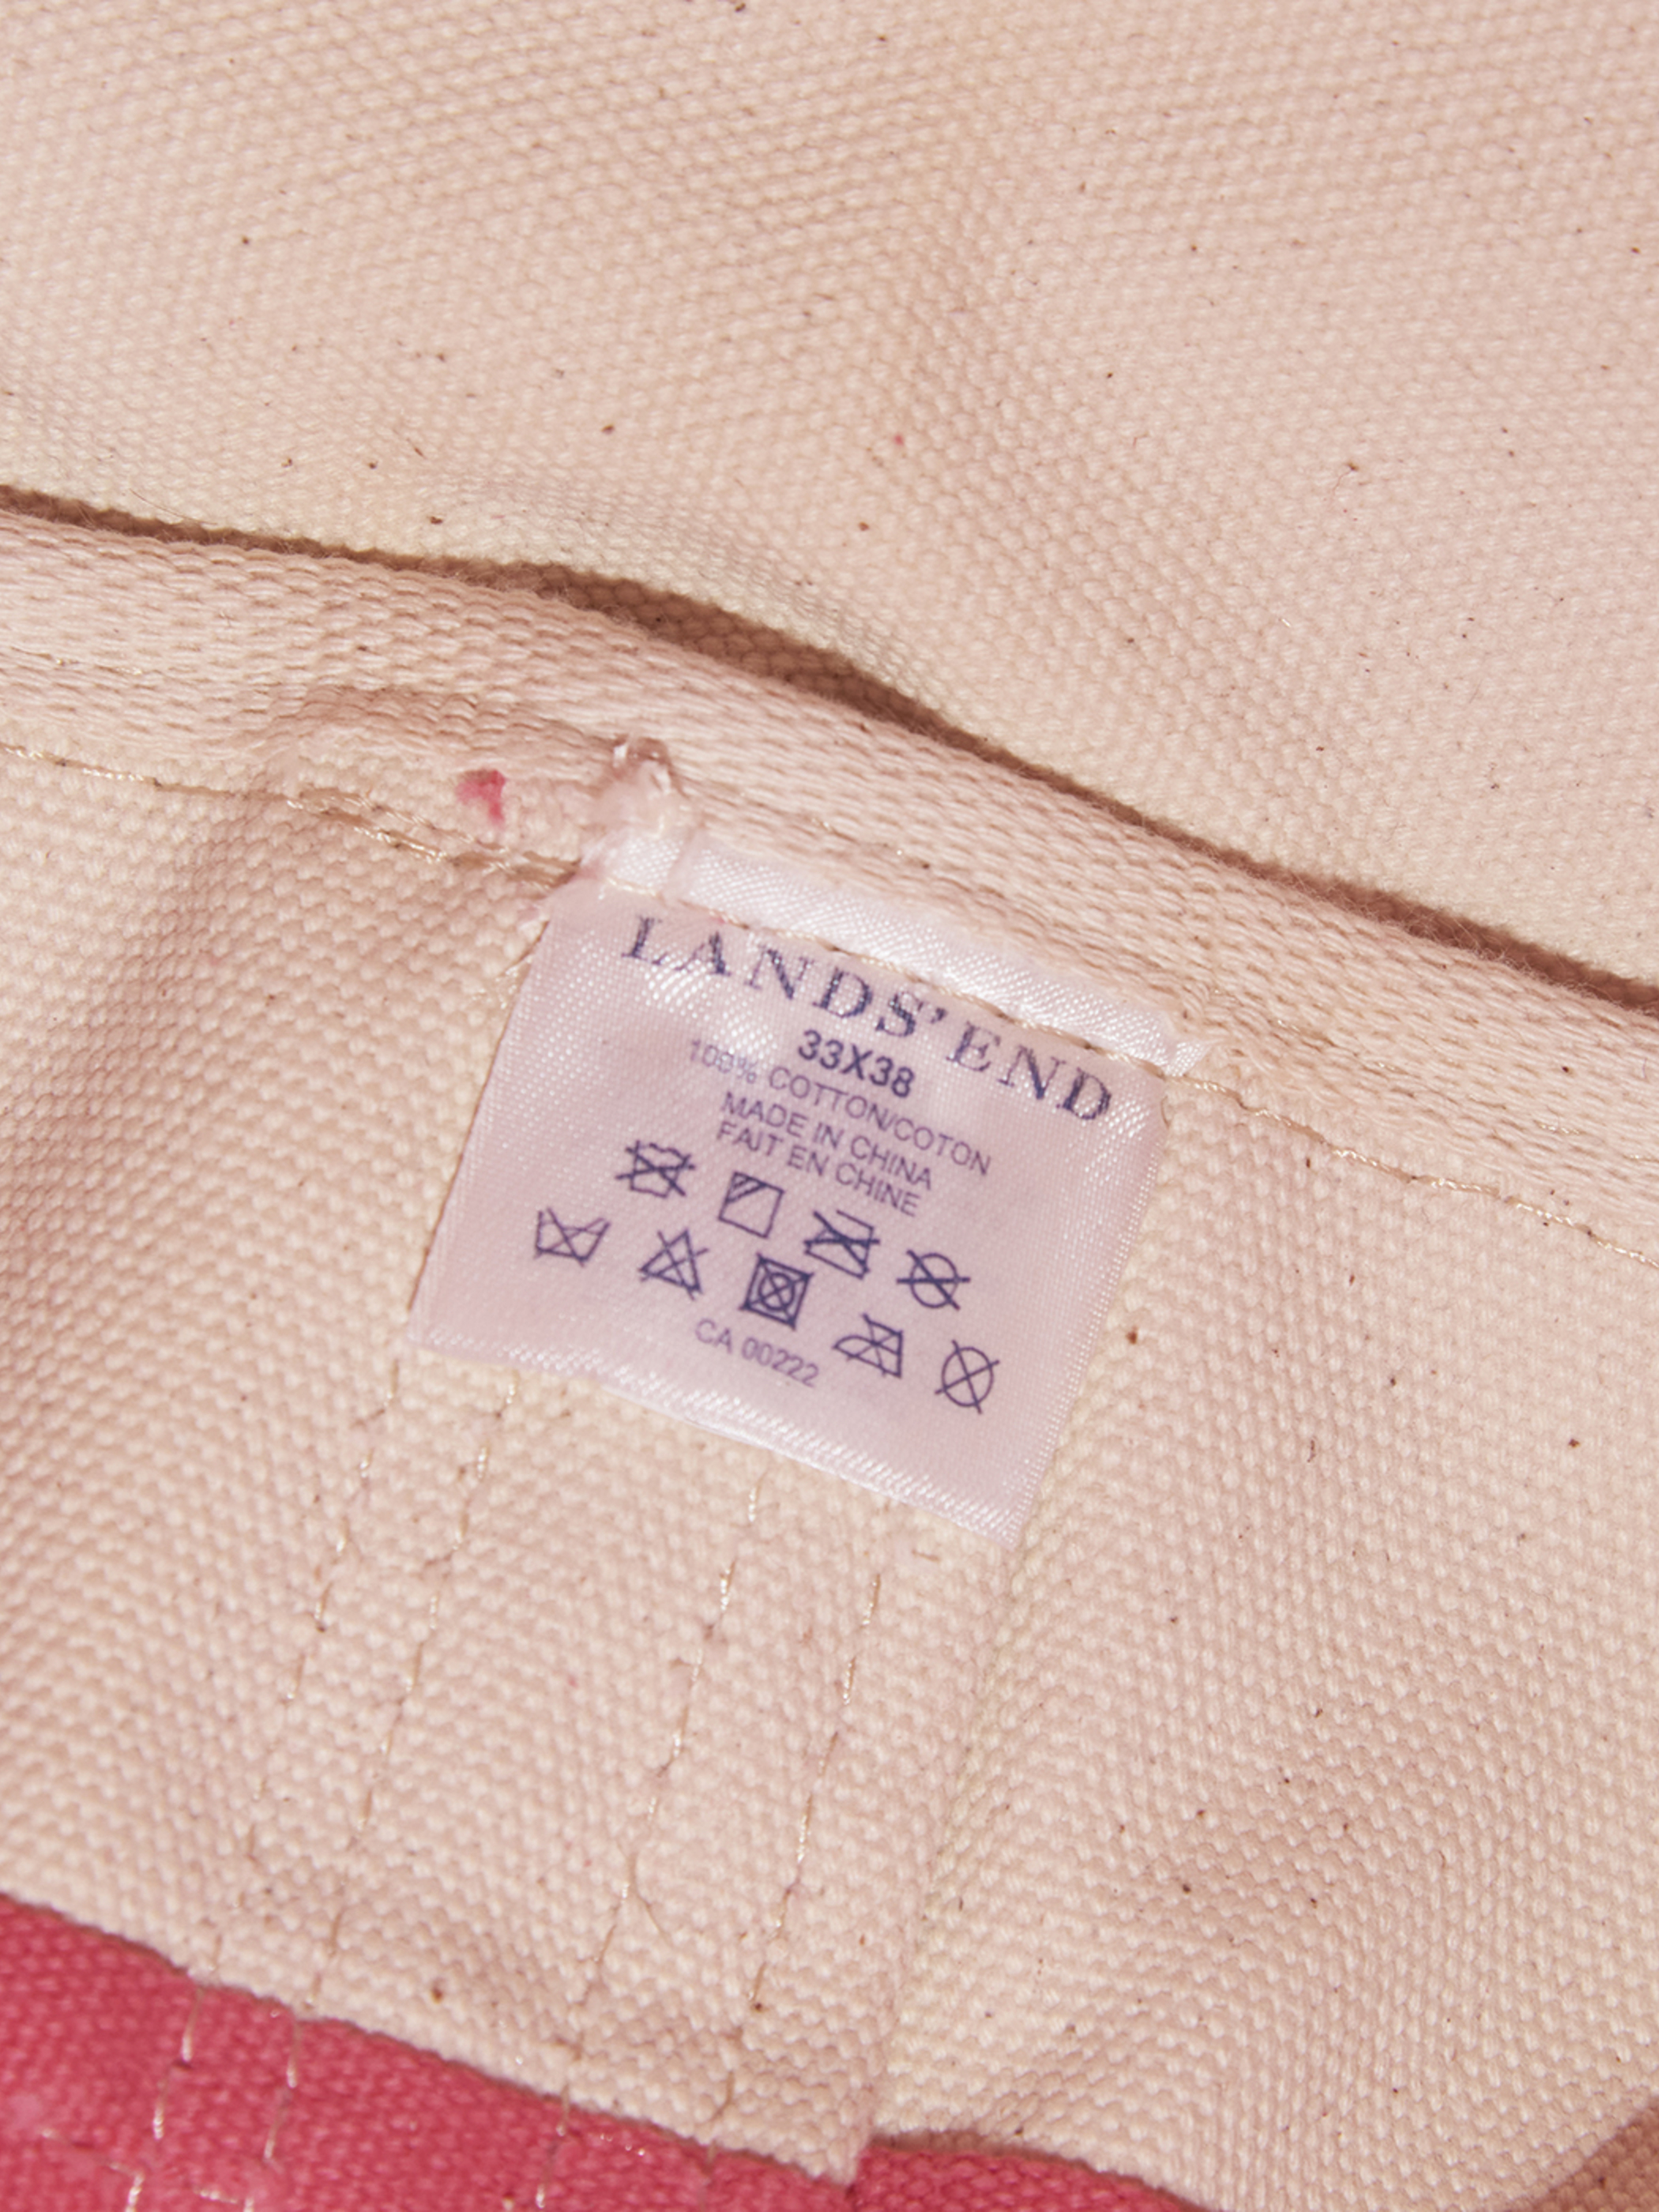 LANDS' END
33X38
100% COTTON/COTON
MADE IN CHINA
FAIT EN CHINE
CA 00222